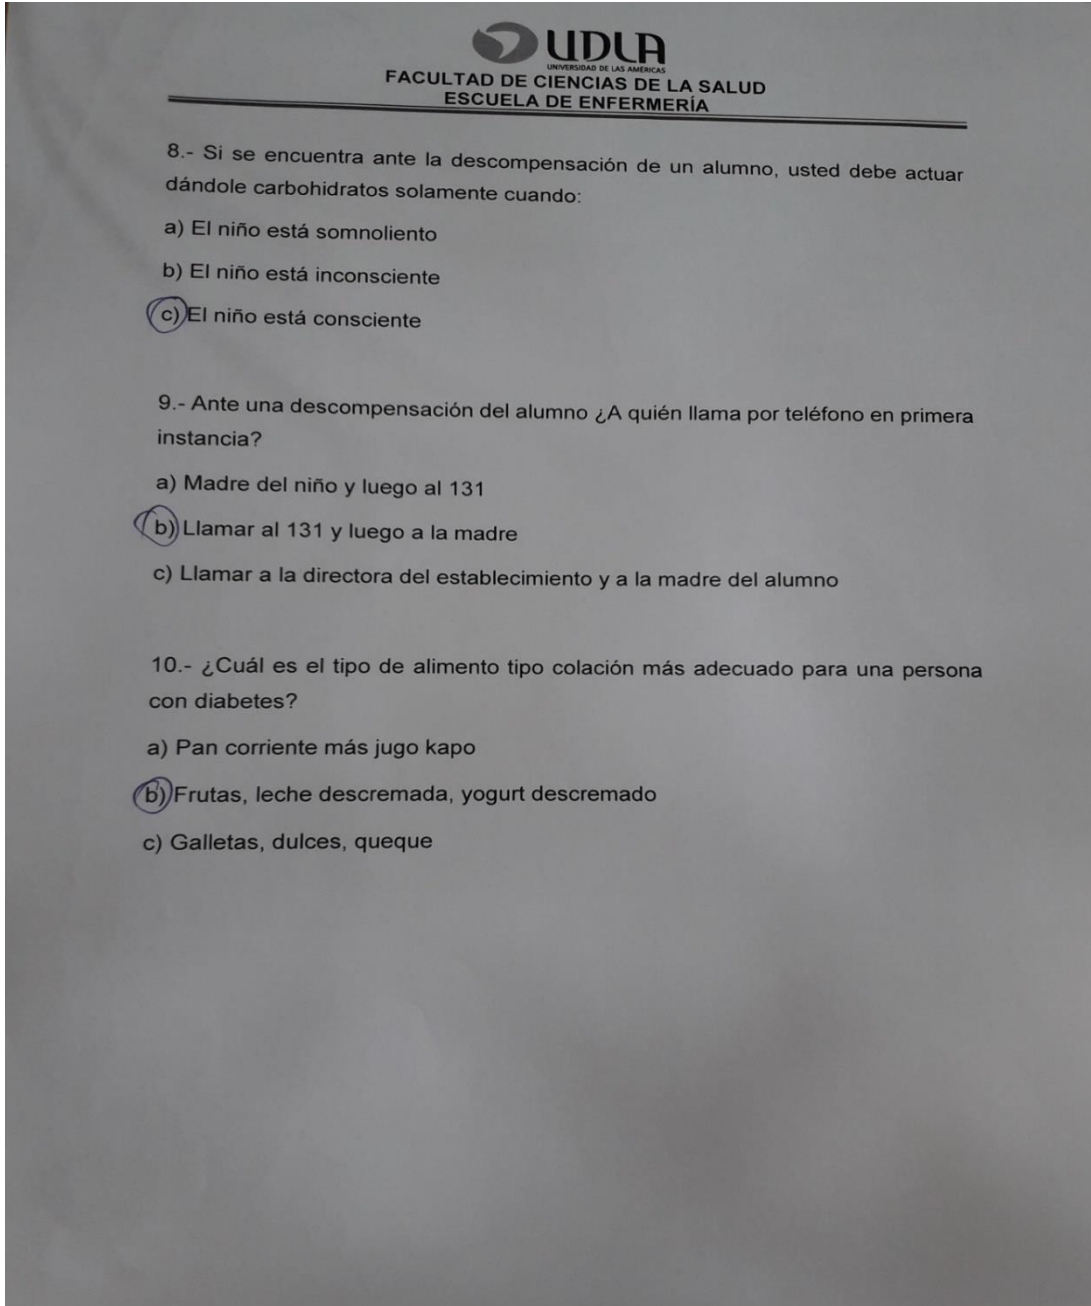 UDLA
UNIVERSIDAD DE LAS AMÉRICAS
FACULTAD DE CIENCIAS DE LA SALUD
ESCUELA DE ENFERMERÍA
8.- Si se encuentra ante la descompensación de un alumno, usted debe actuar
dándole carbohidratos solamente cuando:
a) El niño está somnoliento
b) El niño está inconsciente
c) El niño está consciente
9.- Ante una descompensación del alumno ¿A quién llama por teléfono en primera
instancia?
a) Madre del niño y luego al 131
b) Llamar al 131 y luego a la madre
c) Llamar a la directora del establecimiento y a la madre del alumno
10.- ¿Cuál es el tipo de alimento tipo colación más adecuado para una persona
con diabetes?
a) Pan corriente más jugo kapo
b) Frutas, leche descremada, yogurt descremado
c) Galletas, dulces, queque